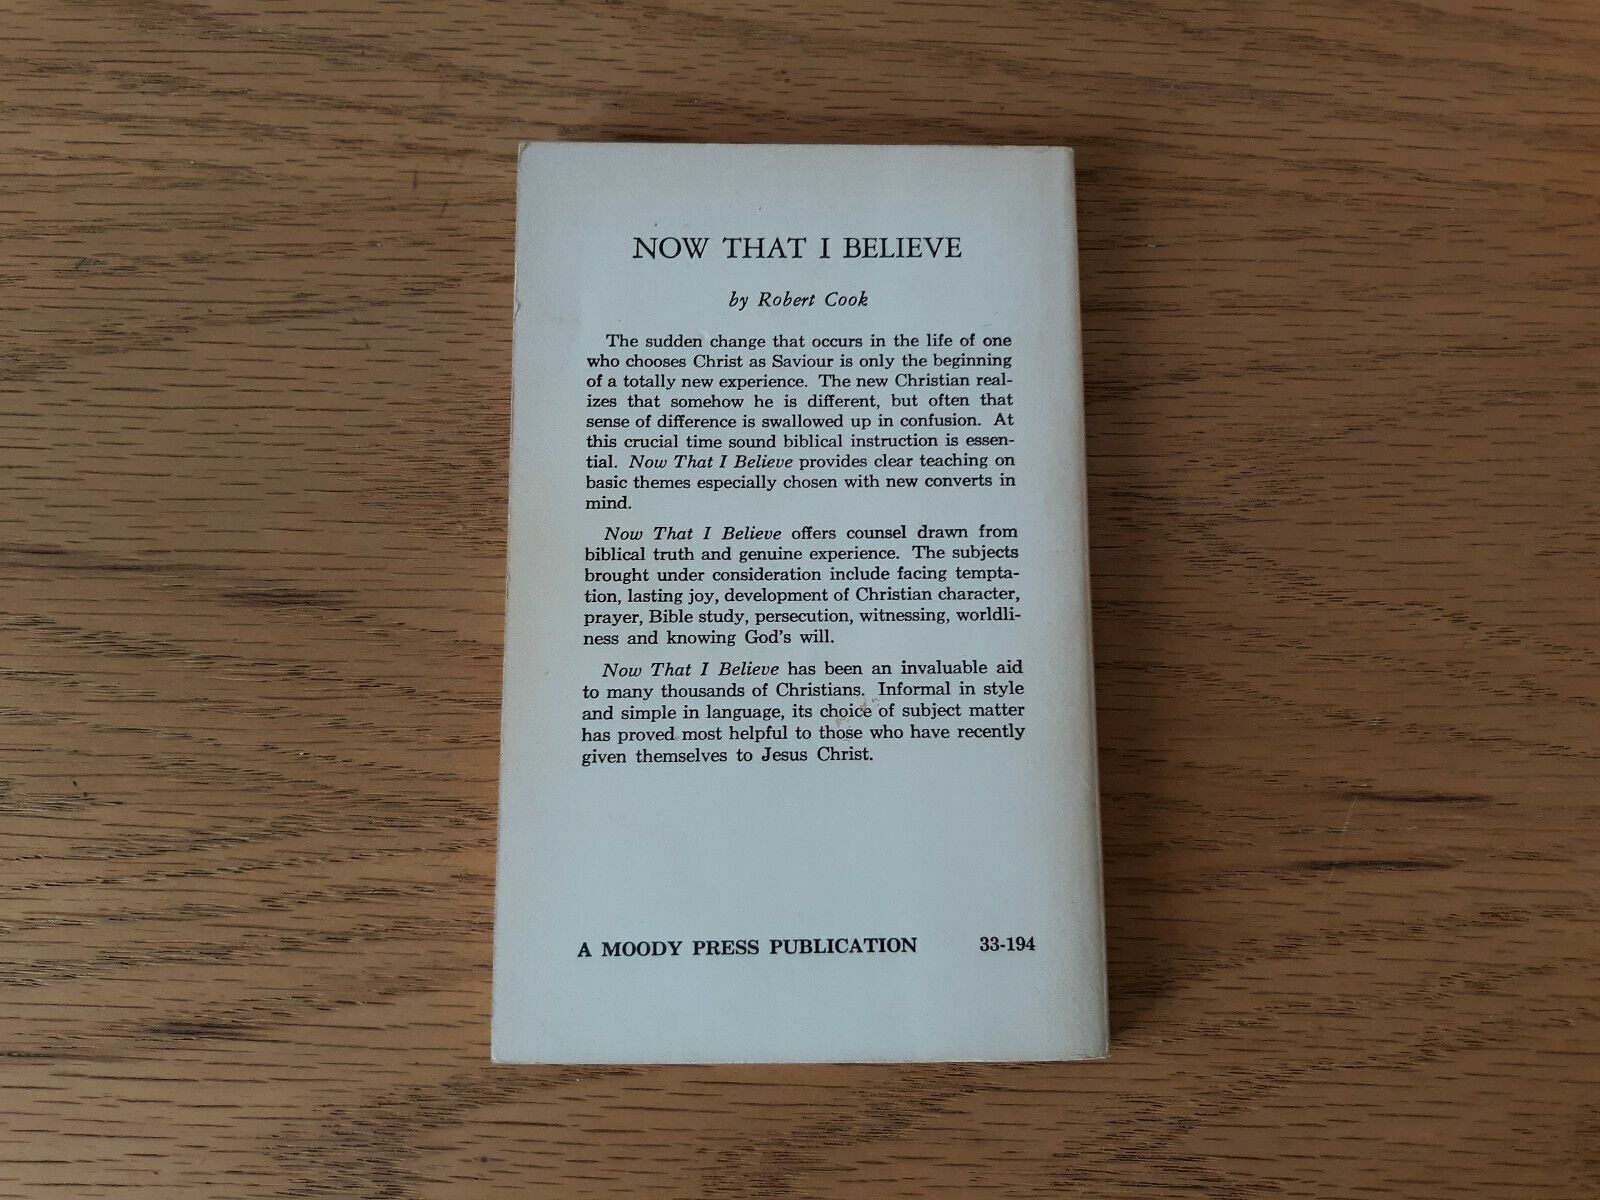 NOW THAT I BELIEVE
by Robert Cook
The sudden change that occurs in the life of one
who chooses Christ as Saviour is only the beginning
of a totally new experience. The new Christian real-
izes that somehow he is different, but often that
sense of difference is swallowed up in confusion. At
this crucial time sound biblical instruction is essen-
tial. Now That I Believe provides clear teaching on
basic themes especially chosen with new converts in
mind.
Now That I Believe offers counsel drawn from
biblical truth and genuine experience. The subjects
brought under consideration include facing tempta-
tion, lasting joy, development of Christian character,
prayer, Bible study, persecution, witnessing, worldli-
ness and knowing God's will.
Now That I Believe has been an invaluable aid
to many thousands of Christians. Informal in style
and simple in language, its choice of subject matter
has proved most helpful to those who have recently
given themselves to Jesus Christ.
A MOODY PRESS PUBLICATION 33-194